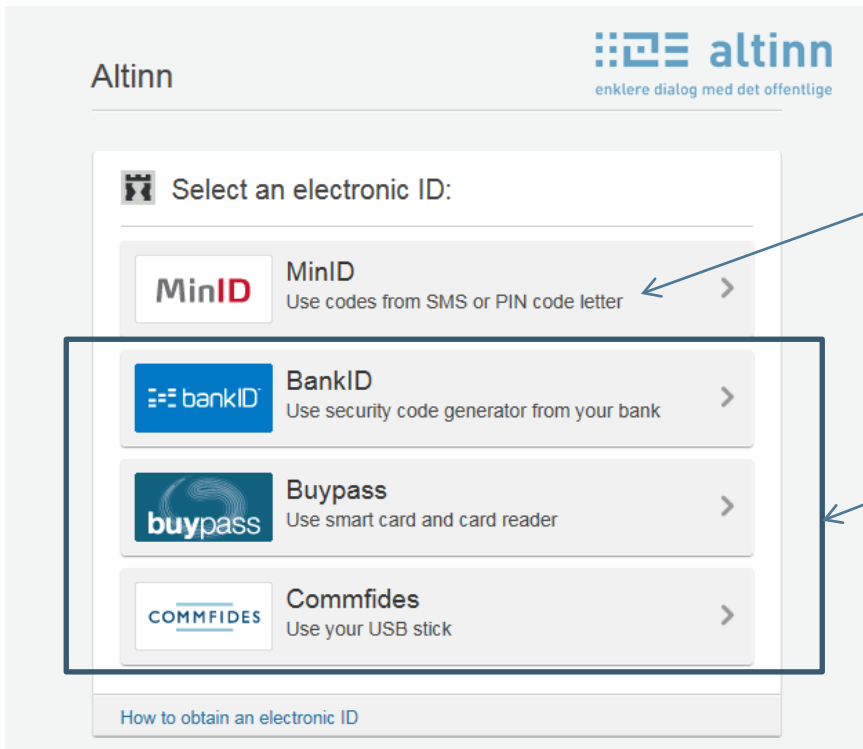 Altinn
altinn
enklere dialog med det offentlige
Select an electronic ID:
MinID
MinID
Use codes from SMS or PIN code letter
bankID
BankID
Use security code generator from your bank
buypass
Buypass
Use smart card and card reader
COMMFIDES
Commfides
Use your USB stick
How to obtain an electronic ID